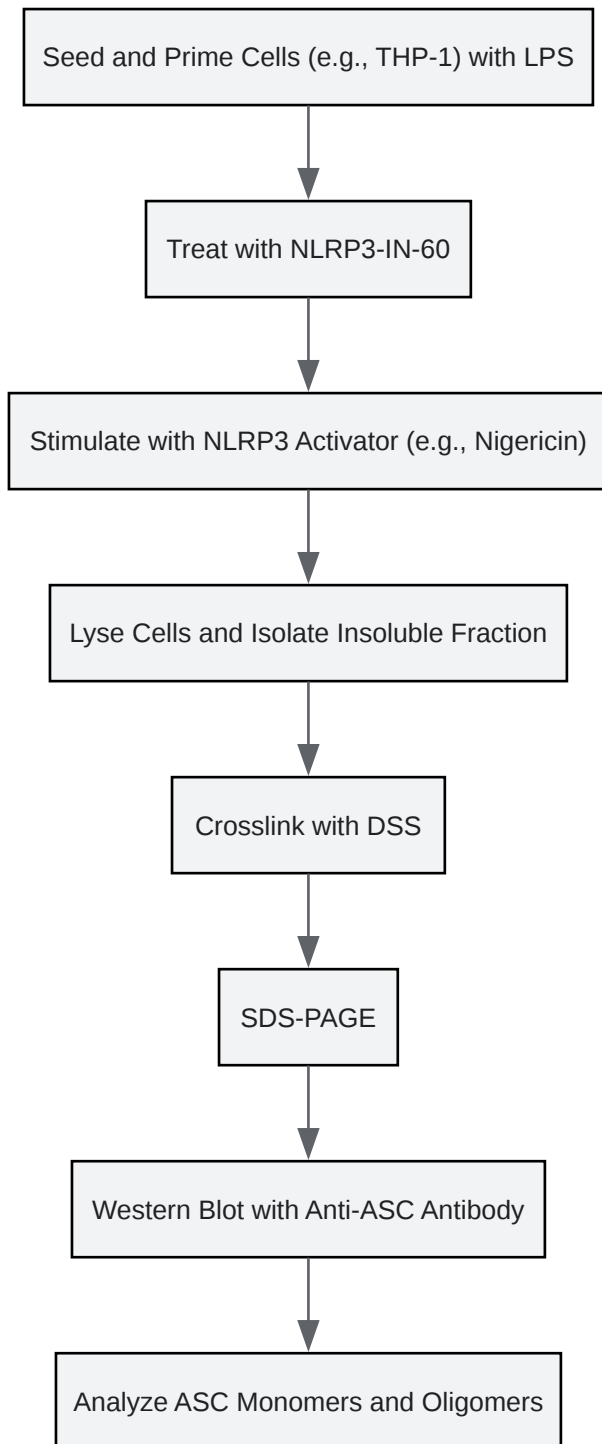 Seed and Prime Cells (e.g., THP-1) with LPS
Treat with NLRP3-IN-60
Stimulate with NLRP3 Activator (e.g., Nigericin)
Lyse Cells and Isolate Insoluble Fraction
Crosslink with DSS
SDS-PAGE
Western Blot with Anti-ASC Antibody
Analyze ASC Monomers and Oligomers